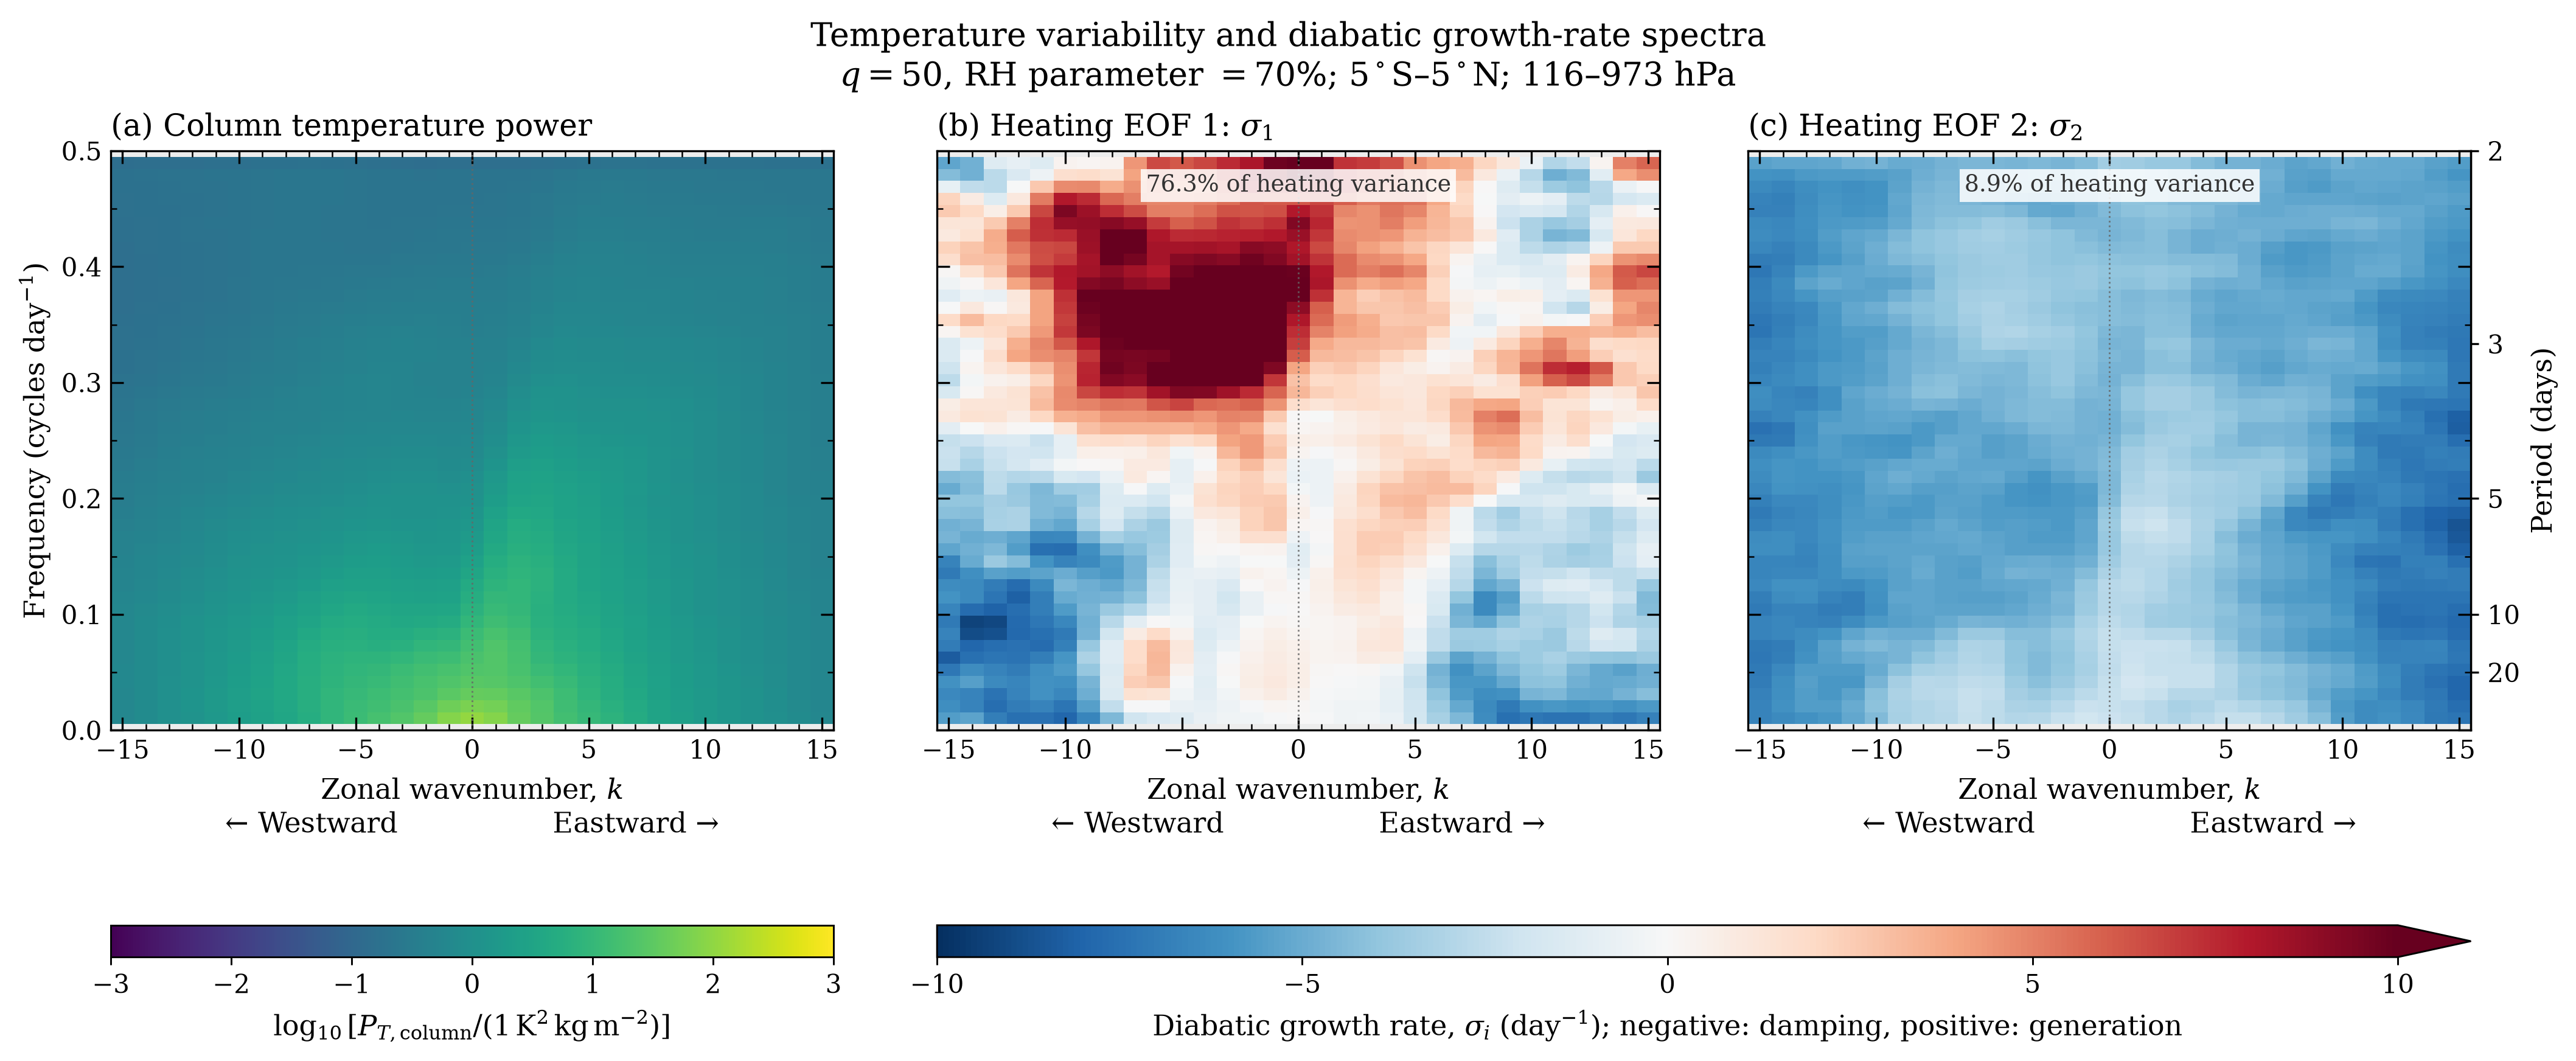 Temperature variability and diabatic growth-rate spectra
q = 50, RH parameter = 70%; 5°S–5°N; 116–973 hPa
(a) Column temperature power
(b) Heating EOF 1: σ₁
(c) Heating EOF 2: σ₂
76.3% of heating variance
8.9% of heating variance
Frequency (cycles day⁻¹)
0.5
0.4
0.3
0.2
0.1
0.0
2
3
5
10
20
Period (days)
−15 −10 −5 0 5 10 15
−15 −10 −5 0 5 10 15
−15 −10 −5 0 5 10 15
Zonal wavenumber, k
← Westward Eastward →
Zonal wavenumber, k
← Westward Eastward →
Zonal wavenumber, k
← Westward Eastward →
−3 −2 −1 0 1 2 3
log₁₀ [P_T, column/(1 K² kg m⁻²)]
−10 −5 0 5 10
Diabatic growth rate, σᵢ (day⁻¹); negative: damping, positive: generation